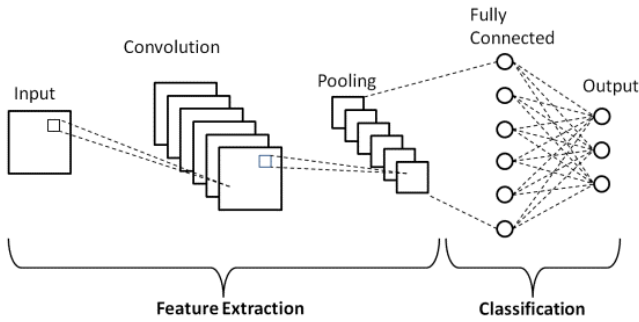 Input
Convolution
Pooling
Fully
Connected
Output
Feature Extraction
Classification